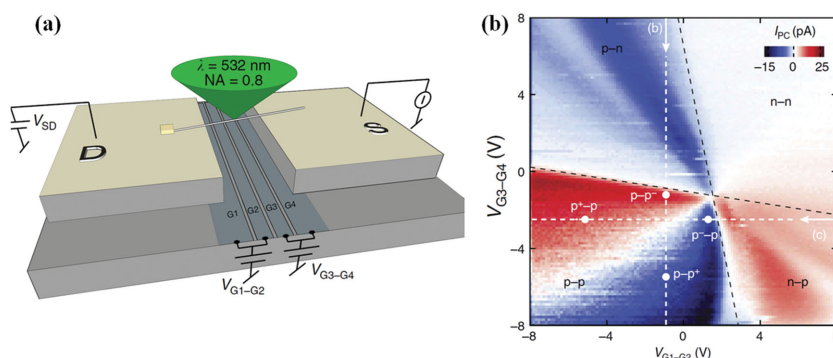 (a)
λ = 532 nm
NA = 0.8
V_SD
D
S
I
G1 G2 G3 G4
V_G1–G2
V_G3–G4
(b)
I_PC (pA)
–15 0 25
(b)
p–n
n–n
p–p⁻
p⁺–p
p⁻–p
(c)
p–p
p–p⁺
n–p
V_G3–G4 (V)
8
4
0
−4
−8
−8 −4 0 4
V_G1–G2 (V)